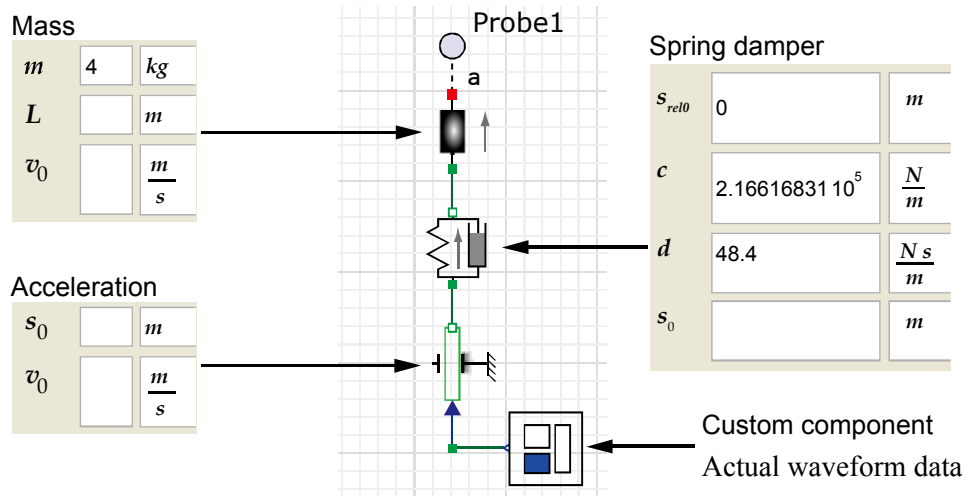 Mass
m 4 kg
L m
v0 m/s
Probe1
a
Spring damper
srel0 0 m
c 2.16616831 10^5 N/m
d 48.4 N s/m
s0 m
Acceleration
s0 m
v0 m/s
Custom component
Actual waveform data